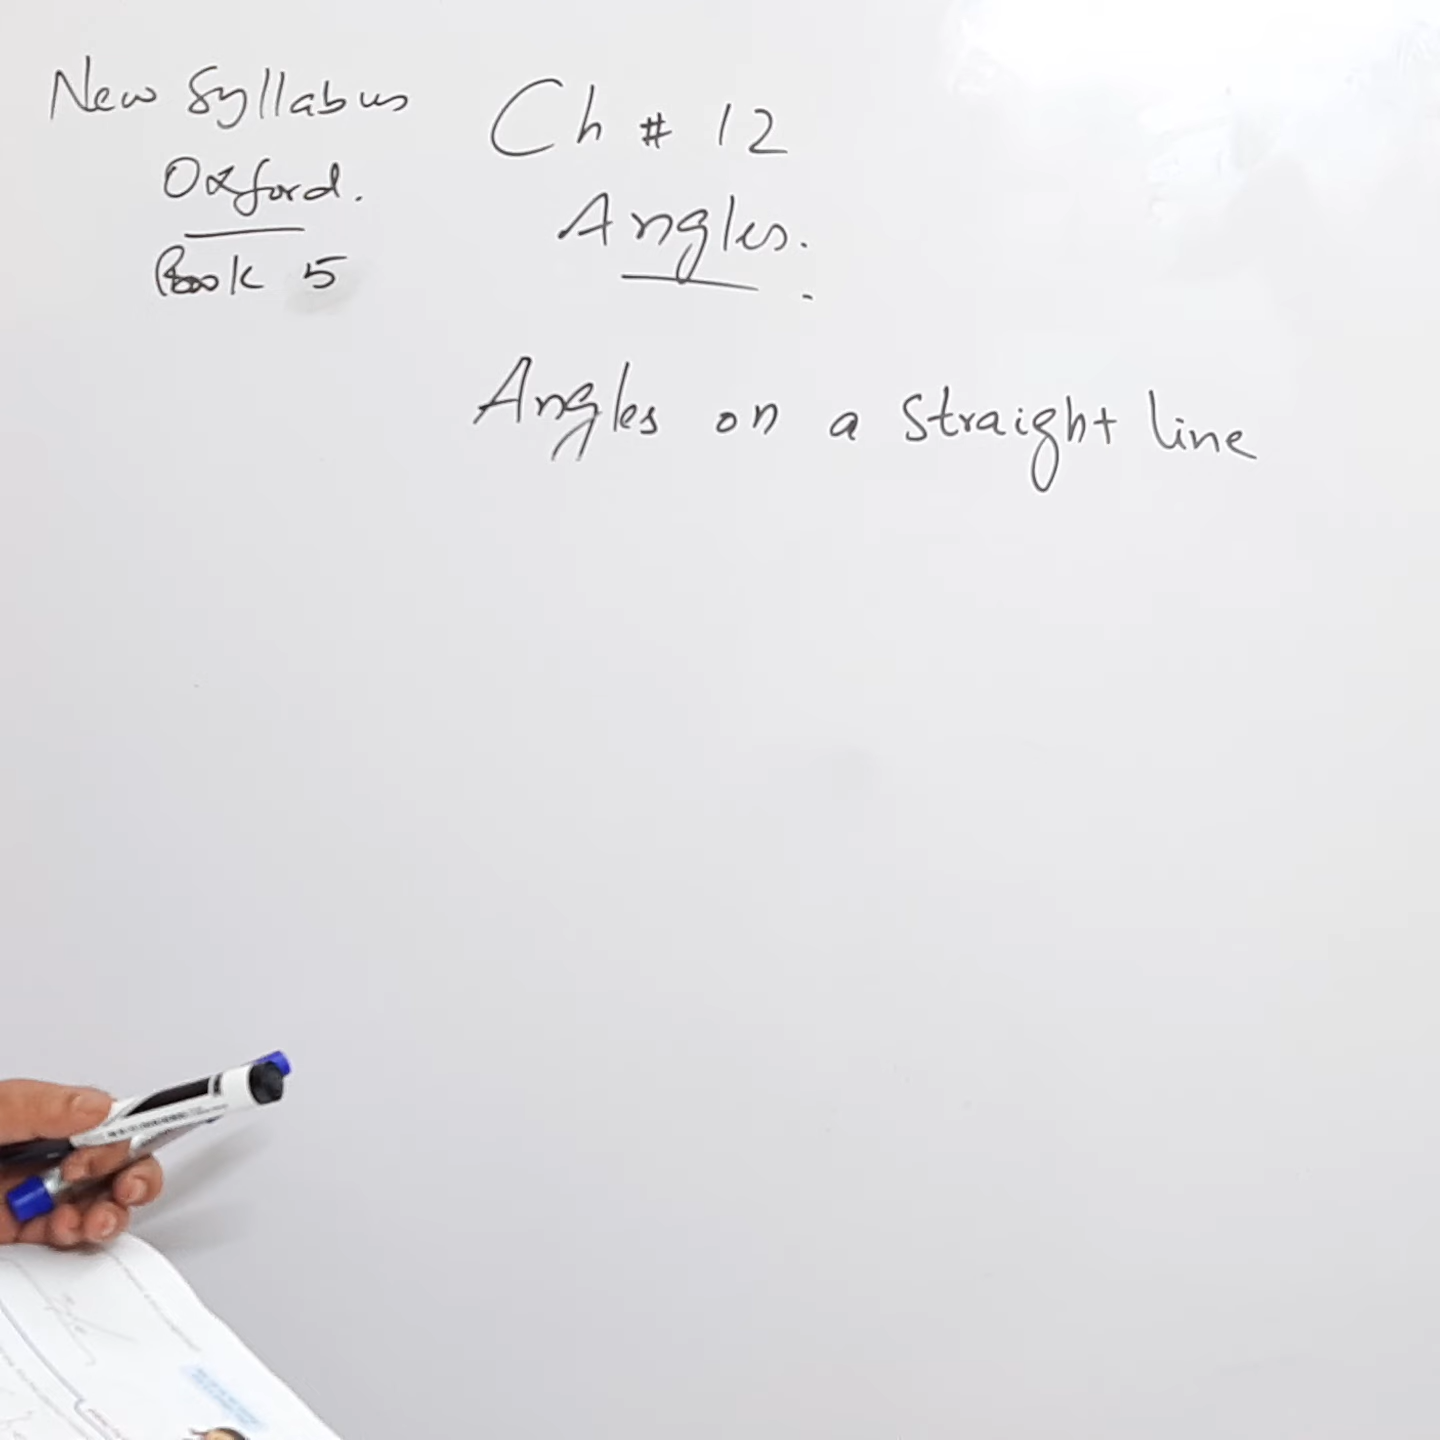 New Syllabus
Oxford.
Book 5
Ch # 12
Angles.
Angles on a straight line